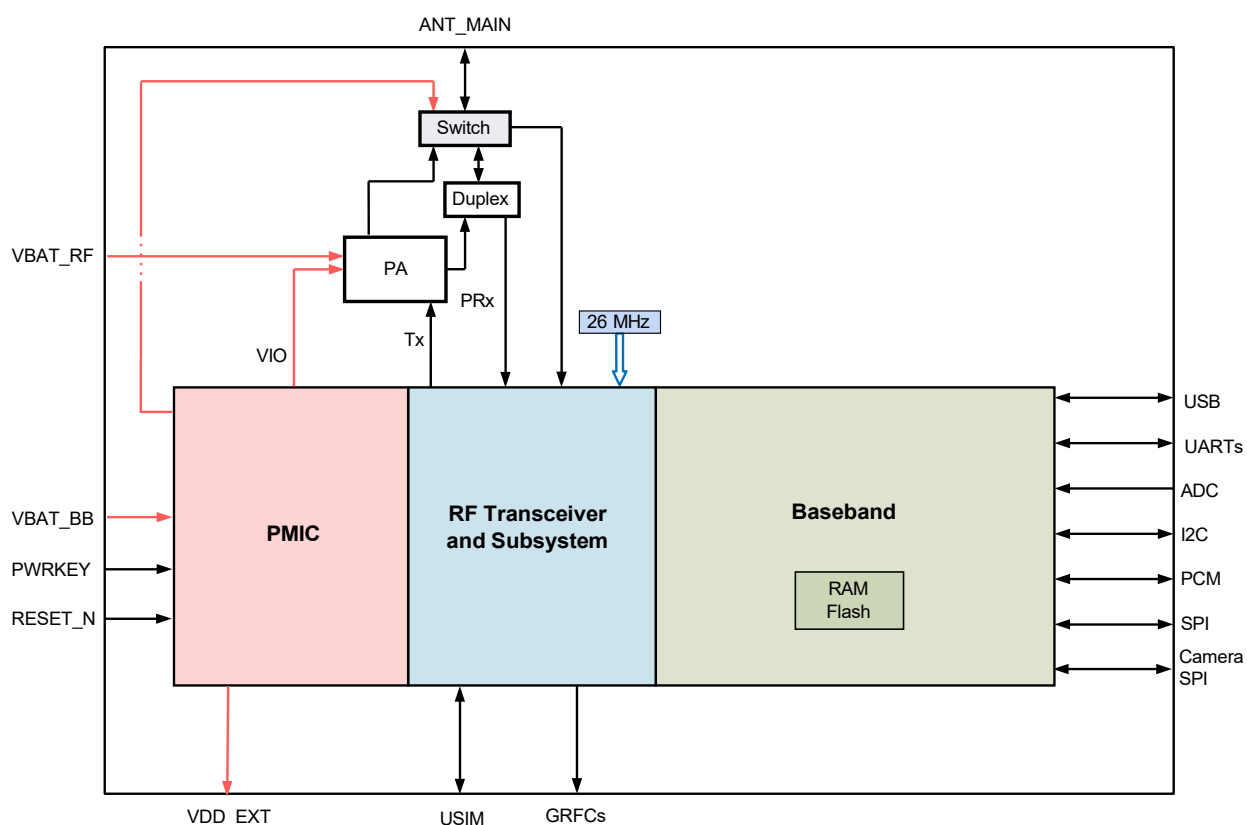 ANT_MAIN
Switch
Duplex
VBAT_RF
PA
PRx
26 MHz
Tx
VIO
USB
UARTs
ADC
VBAT_BB
PMIC
RF Transceiver
and Subsystem
Baseband
I2C
PWRKEY
PCM
RAM
Flash
RESET_N
SPI
Camera
SPI
VDD_EXT
USIM
GRFCs